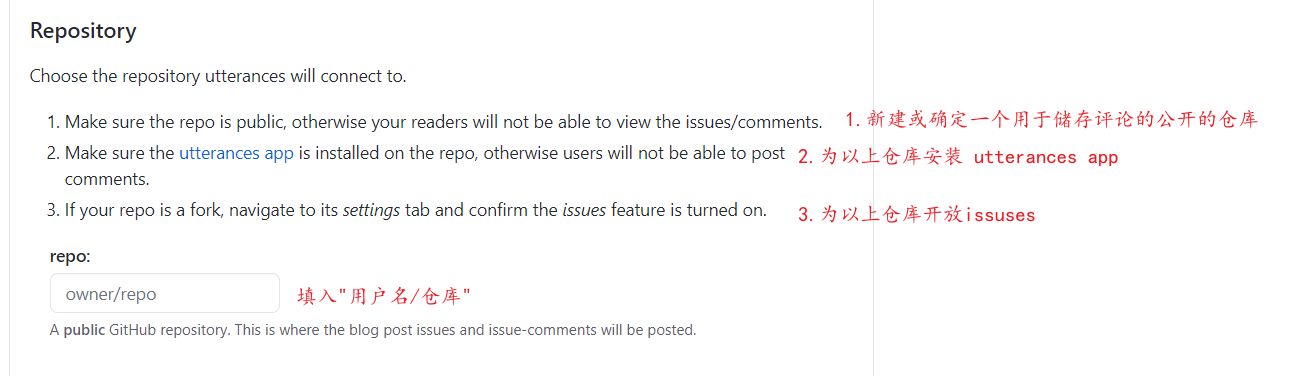 Repository
Choose the repository utterances will connect to.
1. Make sure the repo is public, otherwise your readers will not be able to view the issues/comments.
1. 新建或确定一个用于储存评论的公开的仓库
2. Make sure the utterances app is installed on the repo, otherwise users will not be able to post
comments.
2. 为以上仓库安装 utterances app
3. If your repo is a fork, navigate to its settings tab and confirm the issues feature is turned on.
3. 为以上仓库开放issuses
repo:
owner/repo
填入"用户名/仓库"
A public GitHub repository. This is where the blog post issues and issue-comments will be posted.